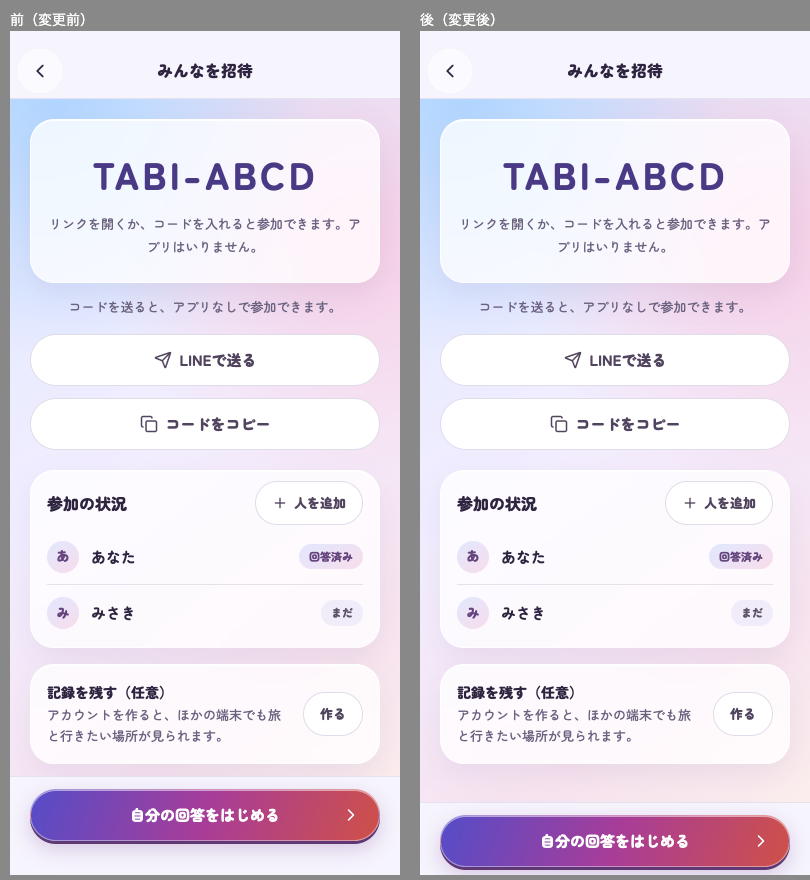 前（変更前）
みんなを招待
TABI-ABCD
リンクを開くか、コードを入れると参加できます。ア
プリはいりません。
コードを送ると、アプリなしで参加できます。
LINEで送る
コードをコピー
参加の状況
人を追加
あ
あなた
回答済み
み
みさき
まだ
記録を残す（任意）
アカウントを作ると、ほかの端末でも旅
と行きたい場所が見られます。
作る
自分の回答をはじめる
後（変更後）
みんなを招待
TABI-ABCD
リンクを開くか、コードを入れると参加できます。ア
プリはいりません。
コードを送ると、アプリなしで参加できます。
LINEで送る
コードをコピー
参加の状況
人を追加
あ
あなた
回答済み
み
みさき
まだ
記録を残す（任意）
アカウントを作ると、ほかの端末でも旅
と行きたい場所が見られます。
作る
自分の回答をはじめる